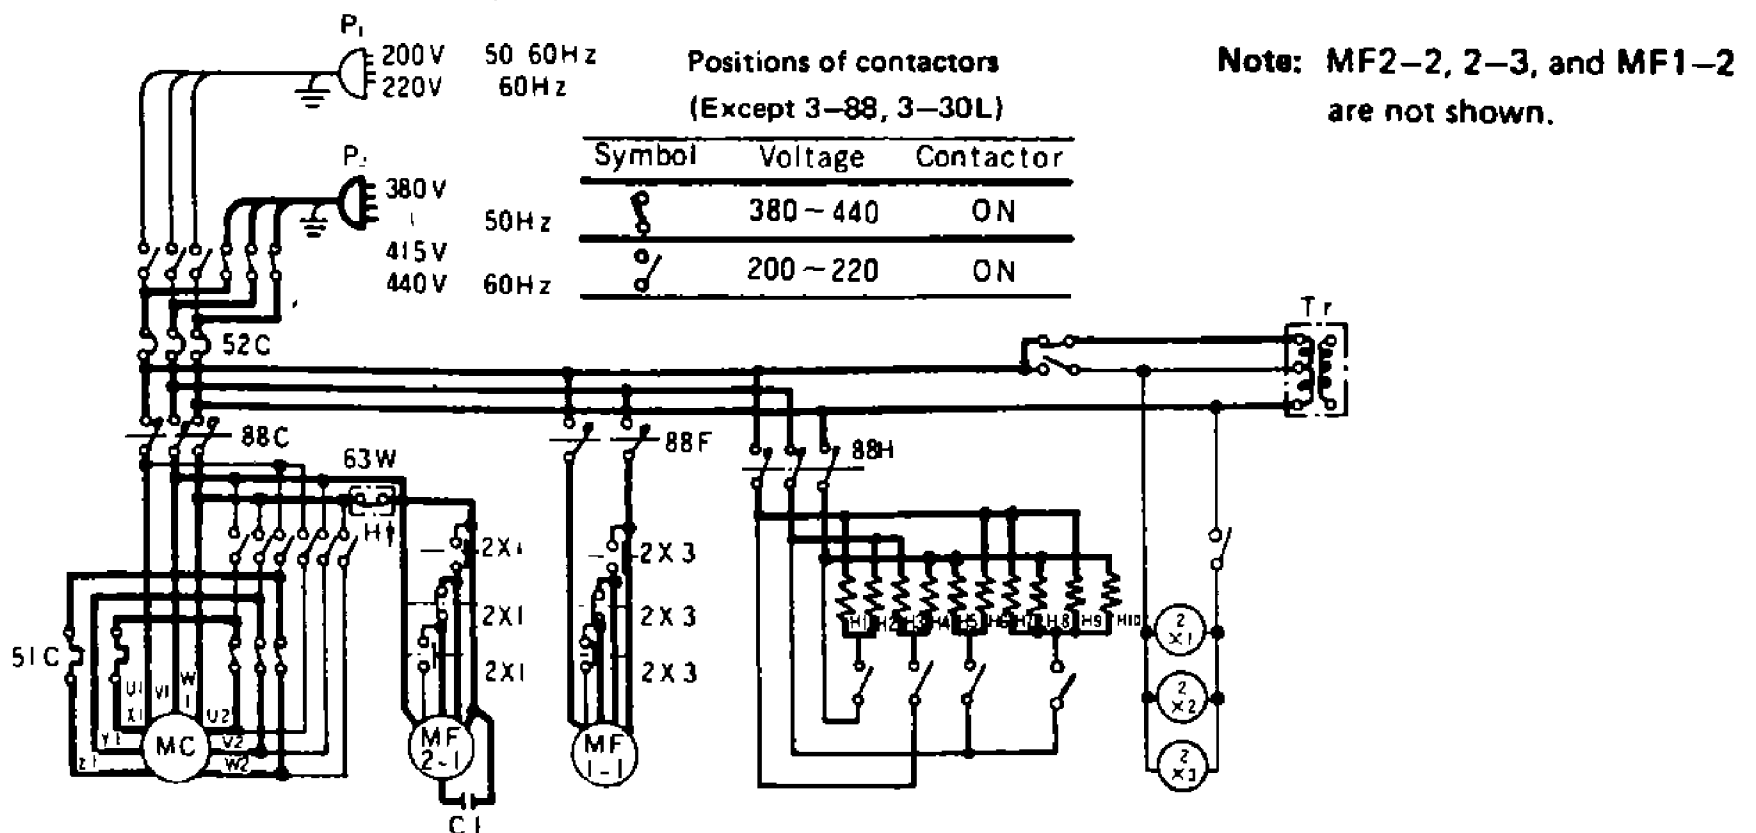 P1
200V 50 60Hz
220V 60Hz
P2
380V
50Hz
415V
440V 60Hz
Positions of contactors
(Except 3–88, 3–30L)
Symbol Voltage Contactor
380~440 ON
200~220 ON
Note: MF2–2, 2–3, and MF1–2
are not shown.
Tr
52C
88C
88F
88H
63W
H
2X1
2X3
2X1
2X3
2X1
2X3
51C
U1
V1
W1
X1
U2
Y1
V2
Z1
W2
MC
MF
2-1
MF
1-1
C1
H1 H2 H3 H4 H5 H6 H7 H8 H9 H10
2
X1
2
X2
2
X3